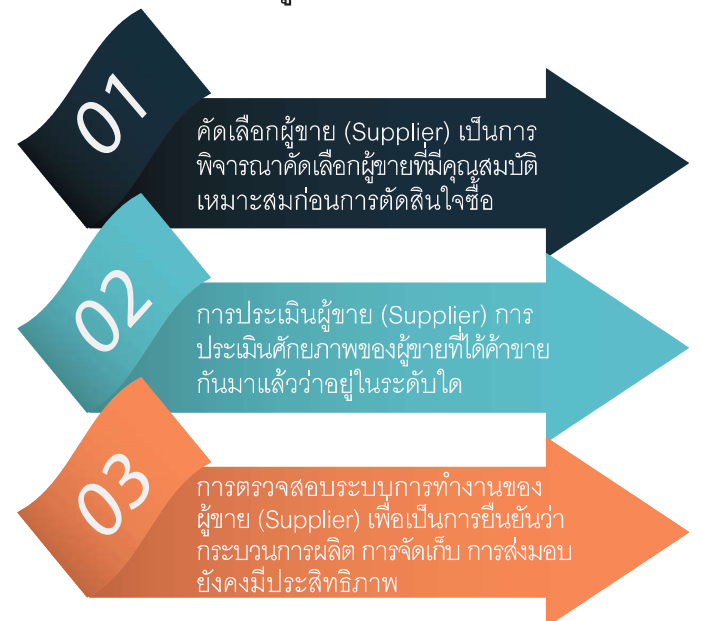 01
คัดเลือกผู้ขาย (Supplier) เป็นการ
พิจารณาคัดเลือกผู้ขายที่มีคุณสมบัติ
เหมาะสมก่อนการตัดสินใจซื้อ
02
การประเมินผู้ขาย (Supplier) การ
ประเมินศักยภาพของผู้ขายที่ได้ค้าขาย
กันมาแล้วว่าอยู่ในระดับใด
03
การตรวจสอบระบบการทำงานของ
ผู้ขาย (Supplier) เพื่อเป็นการยืนยันว่า
กระบวนการผลิต การจัดเก็บ การส่งมอบ
ยังคงมีประสิทธิภาพ